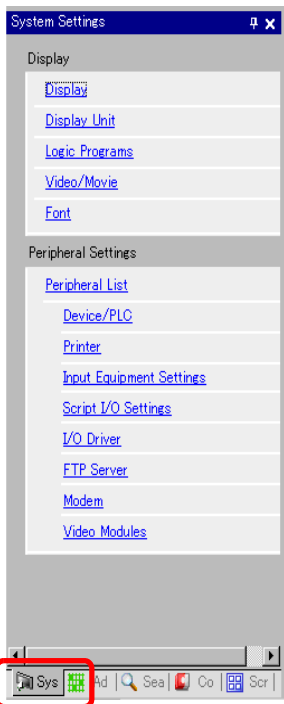 System Settings
Display
Display
Display Unit
Logic Programs
Video/Movie
Font
Peripheral Settings
Peripheral List
Device/PLC
Printer
Input Equipment Settings
Script I/O Settings
I/O Driver
FTP Server
Modem
Video Modules
Sys Ad Sea Co Scr